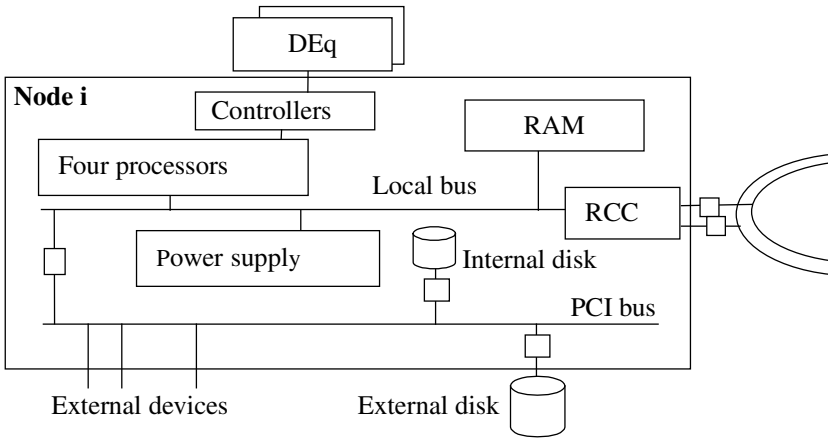 DEq
Node i
Controllers
RAM
Four processors
Local bus
RCC
Power supply
Internal disk
PCI bus
External devices
External disk